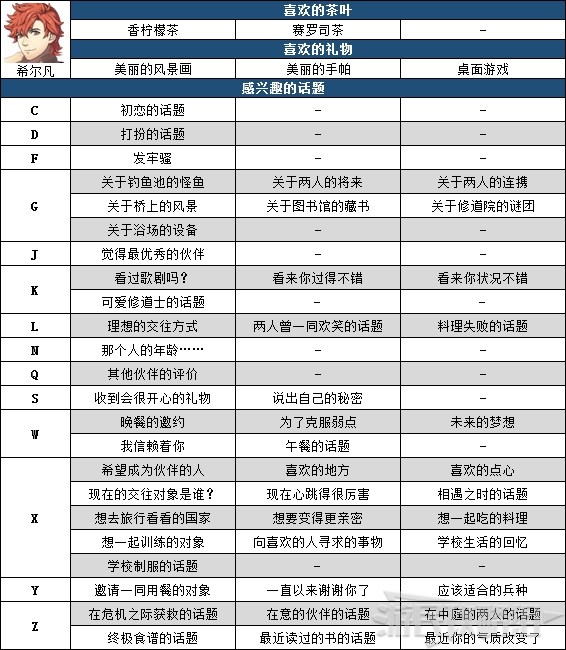 喜欢的茶叶
香柠檬茶 赛罗司茶 –
喜欢的礼物
希尔凡 美丽的风景画 美丽的手帕 桌面游戏
感兴趣的话题
C 初恋的话题 – –
D 打扮的话题 – –
F 发牢骚 – –
G 关于钓鱼池的怪鱼 关于两人的将来 关于两人的连携
关于桥上的风景 关于图书馆的藏书 关于修道院的谜团
关于浴场的设备 – –
J 觉得最优秀的伙伴 – –
K 看过歌剧吗? 看来你过得不错 看来你状况不错
可爱修道士的话题 – –
L 理想的交往方式 两人曾一同欢笑的话题 料理失败的话题
N 那个人的年龄…… – –
Q 其他伙伴的评价 – –
S 收到会很开心的礼物 说出自己的秘密 –
W 晚餐的邀约 为了克服弱点 未来的梦想
我信赖着你 午餐的话题 –
X 希望成为伙伴的人 喜欢的地方 喜欢的点心
现在的交往对象是谁? 现在心跳得很厉害 相遇之时的话题
想去旅行看看的国家 想要变得更亲密 想一起吃的料理
想一起训练的对象 向喜欢的人寻求的事物 学校生活的回忆
学校制服的话题 – –
Y 邀请一同用餐的对象 一直以来谢谢你了 应该适合的兵种
Z 在危机之际获救的话题 在意的伙伴的话题 在中庭的两人的话题
终极食谱的话题 最近读过的书的话题 最近你的气质改变了